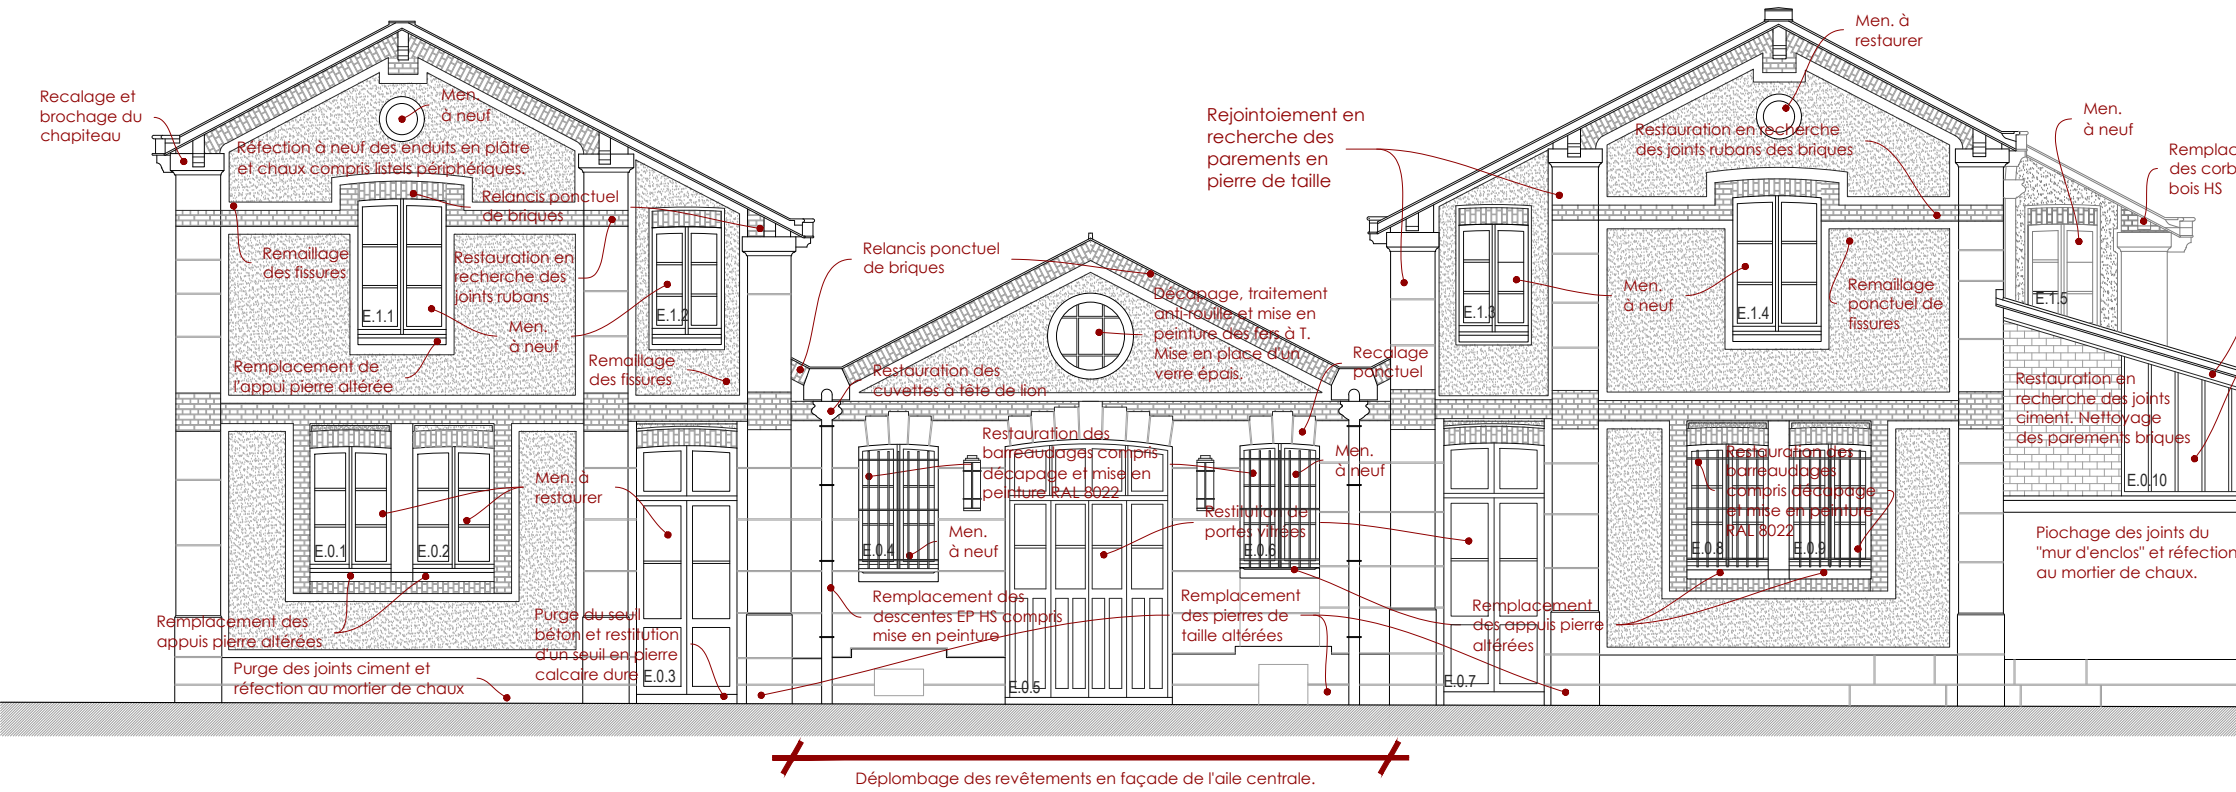 Men. à
restaurer
Recalage et
brochage du
chapiteau
Men.
à neuf
Réfection à neuf des enduits en plâtre
et chaux compris listels périphériques.
Relancis ponctuel
de briques
Remaillage
des fissures
Restauration en
recherche des
joints rubans
E.1.1
E.1.2
Men.
à neuf
Remplacement de
l'appui pierre altérée
Remaillage
des fissures
Relancis ponctuel
de briques
Décapage, traitement
anti-rouille et mise en
peinture des fers à T.
Mise en place d'un
verre épais.
Restauration des
cuvettes à tête de lion
Recalage
ponctuel
Rejointoiement en
recherche des
parements en
pierre de taille
Restauration en recherche
des joints rubans des briques
Men.
à neuf
Remplac
des corb
bois HS
E.1.3
Men.
à neuf
E.1.4
Remaillage
ponctuel de
fissures
E.1.5
Restauration en
recherche des joints
ciment. Nettoyage
des parements briques
E.0.10
Piochage des joints du
"mur d'enclos" et réfection
au mortier de chaux.
Men. à
restaurer
E.0.1
E.0.2
Restauration des
barreaudages compris
décapage et mise en
peinture RAL 8022
Men.
à neuf
Men.
à neuf
E.0.4
Restitution de
portes vitrées
E.0.6
Restauration des
barreaudages
compris décapage
et mise en peinture
RAL 8022
E.0.8
E.0.9
Remplacement des
appuis pierre altérées
Purge du seuil
béton et restitution
d'un seuil en pierre
calcaire dure
E.0.3
Purge des joints ciment et
réfection au mortier de chaux
Remplacement des
descentes EP HS compris
mise en peinture
E.0.5
Remplacement
des pierres de
taille altérées
Remplacement
des appuis pierre
altérées
E.0.7
Déplombage des revêtements en façade de l'aile centrale.